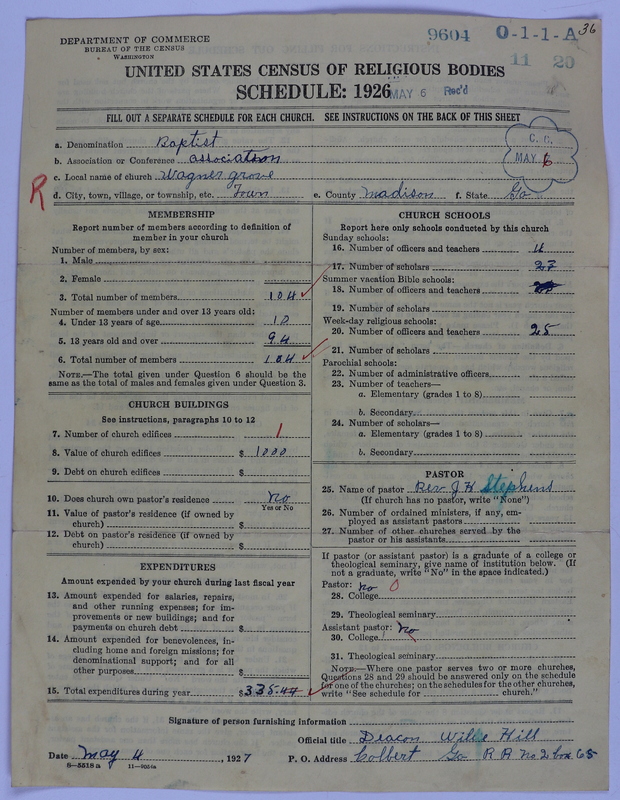 36
9604 0-1-1-A
11 20
DEPARTMENT OF COMMERCE
BUREAU OF THE CENSUS
WASHINGTON
UNITED STATES CENSUS OF RELIGIOUS BODIES
SCHEDULE: 1926
MAY 6 Rec'd
FILL OUT A SEPARATE SCHEDULE FOR EACH CHURCH. SEE INSTRUCTIONS ON THE BACK OF THIS SHEET
C. C.
MAY 6
R
a. Denomination Baptist
b. Association or Conference association
c. Local name of church Wagner grove
d. City, town, village, or township, etc. Town e. County Madison f. State Ga
MEMBERSHIP
Report number of members according to definition of
member in your church
Number of members, by sex:
1. Male
2. Female
3. Total number of members 104
Number of members under and over 13 years old:
4. Under 13 years of age 10
5. 13 years old and over 94
6. Total number of members 104
NOTE.—The total given under Question 6 should be
same as the total of males and females given under Question 3.
CHURCH BUILDINGS
See instructions, paragraphs 10 to 12
7. Number of church edifices 1
8. Value of church edifices $ 1000
9. Debt on church edifices $
10. Does church own pastor's residence No
Yes or No
11. Value of pastor's residence (if owned by
church) $
12. Debt on pastor's residence (if owned by
church) $
EXPENDITURES
Amount expended by your church during last fiscal year
13. Amount expended for salaries, repairs,
and other running expenses; for im-
provements or new buildings; and for
payments on church debt $
14. Amount expended for benevolences, in-
cluding home and foreign missions; for
denominational support; and for all
other purposes $
15. Total expenditures during year $ 335.47
CHURCH SCHOOLS
Report here only schools conducted by this church
Sunday schools:
16. Number of officers and teachers
17. Number of scholars 27
Summer vacation Bible schools:
18. Number of officers and teachers
19. Number of scholars
Week-day religious schools:
20. Number of officers and teachers 25
21. Number of scholars
Parochial schools:
22. Number of administrative officers
23. Number of teachers—
a. Elementary (grades 1 to 8)
b. Secondary
24. Number of scholars—
a. Elementary (grades 1 to 8)
b. Secondary
PASTOR
25. Name of pastor Rev. J H Stephens
(If church has no pastor, write "None")
26. Number of ordained ministers, if any, em-
ployed as assistant pastors
27. Number of other churches served by the
pastor or his assistants
If pastor (or assistant pastor) is a graduate of a college or
theological seminary, give name of institution below. (If
not a graduate, write "No" in the space indicated.)
Pastor: No 0
28. College
29. Theological seminary
Assistant pastor: No
30. College
31. Theological seminary
NOTE.—Where one pastor serves two or more churches,
Questions 28 and 29 should be answered only on the schedule
for one of the churches; on the schedules for the other churches,
write "See schedule for church."
Signature of person furnishing information
Official title Deacon Willie Hill
Date May 4, 1927 P. O. Address Colbert Ga R R No 2 box 65
8—5518 a 11—9054a